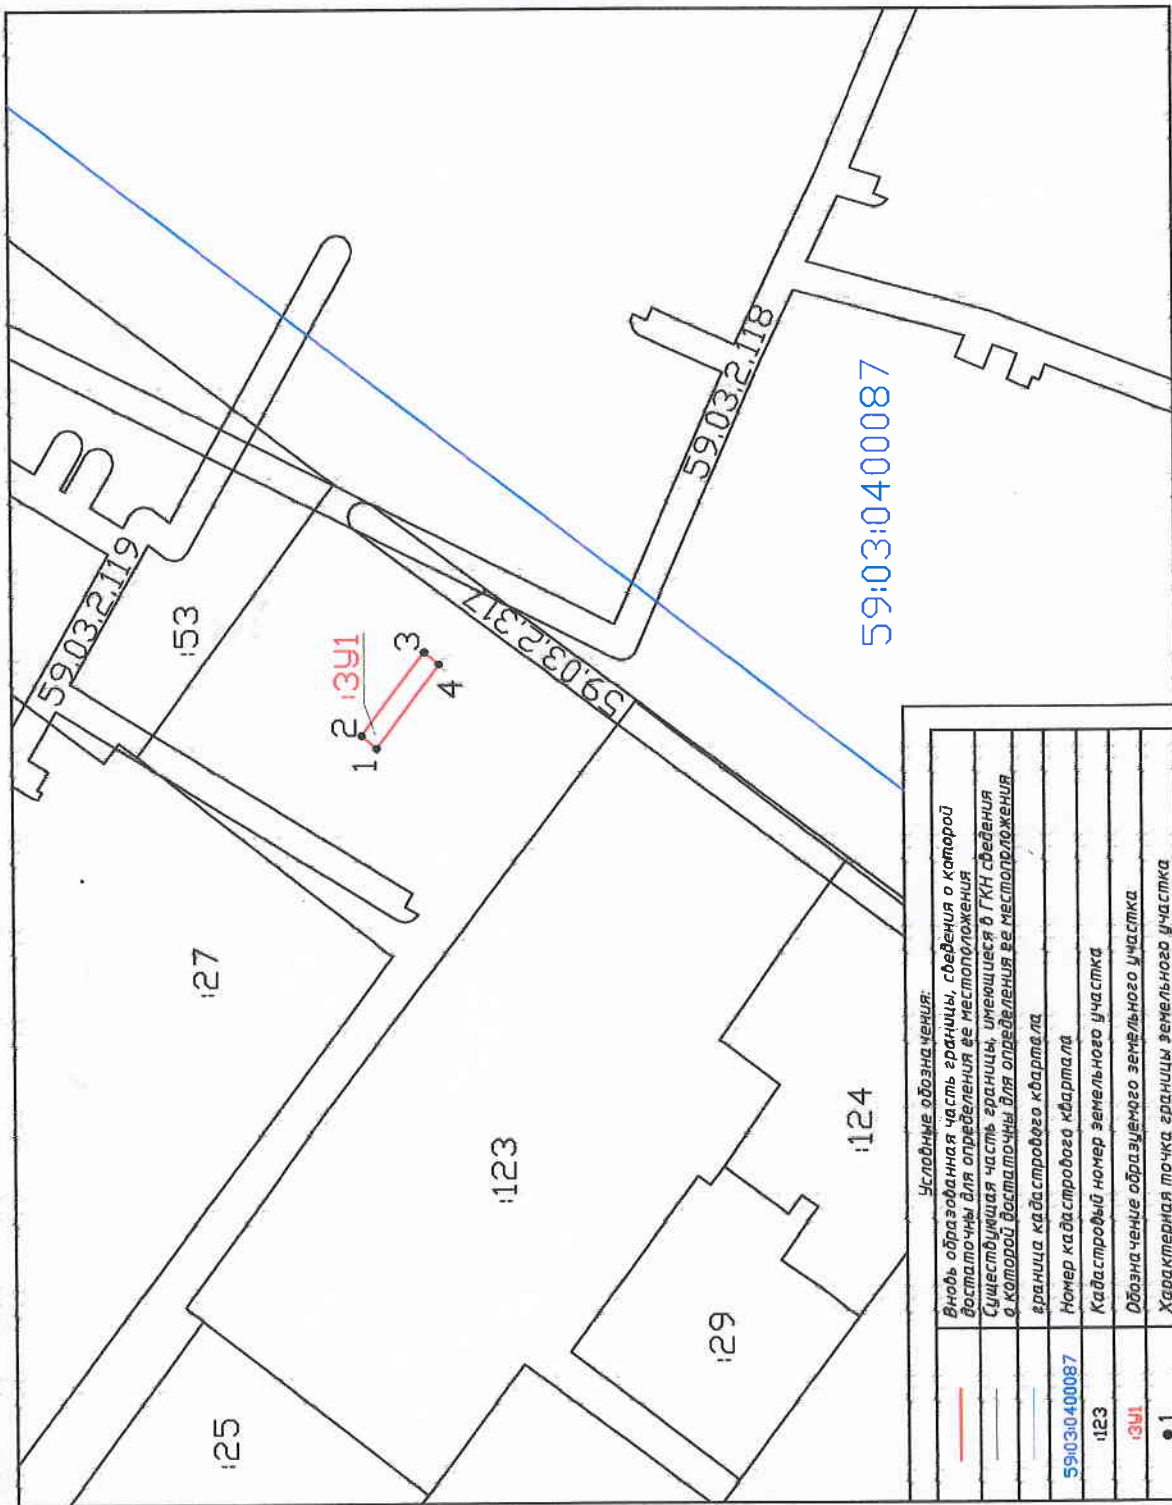 59.03.2.119
:53
:ЗУ1
2
1
3
4
59.03.2.317
59.03.2.118
59:03:0400087
:27
:25
:123
:124
:29
Условные обозначения:
Вновь образованная часть границы, сведения о которой
достаточны для определения ее местоположения
Существующая часть границы, имеющиеся в ГКН сведения
о которой достаточны для определения ее местоположения
граница кадастрового квартала
59:03:0400087 Номер кадастрового квартала
:123 Кадастровый номер земельного участка
:ЗУ1 Обозначение образуемого земельного участка
• 1 Характерная точка границы земельного участка